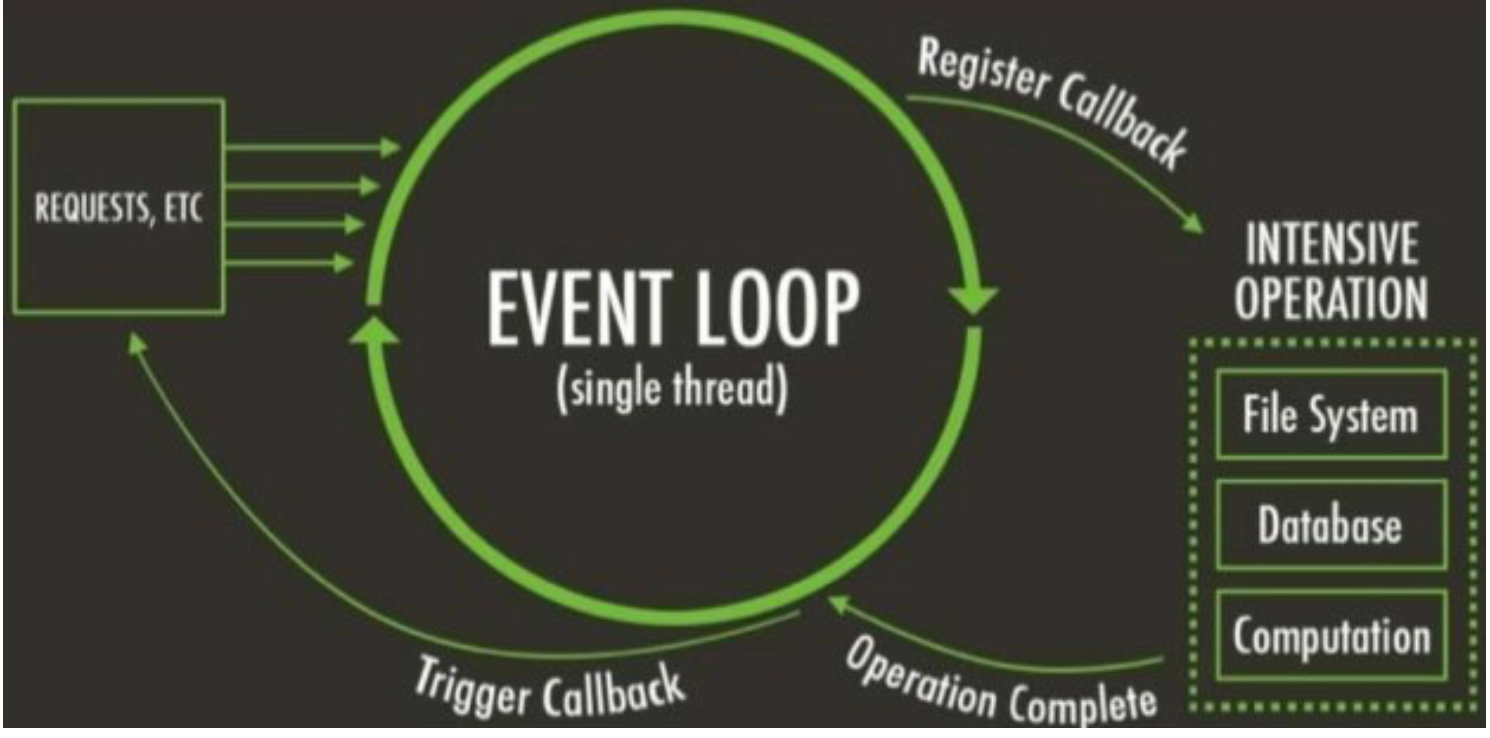 Register Callback
REQUESTS, ETC
EVENT LOOP
(single thread)
INTENSIVE
OPERATION
File System
Database
Computation
Operation Complete
Trigger Callback